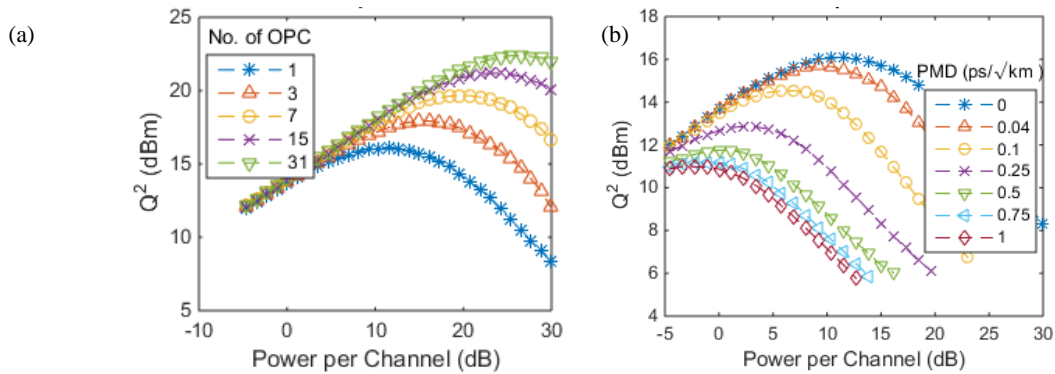 (a)
No. of OPC
1
3
7
15
31
25
20
15
10
5
Q² (dBm)
-10 0 10 20 30
Power per Channel (dB)
(b)
PMD (ps/√km )
0
0.04
0.1
0.25
0.5
0.75
1
18
16
14
12
10
8
6
4
Q² (dBm)
-5 0 5 10 15 20 25 30
Power per Channel (dB)